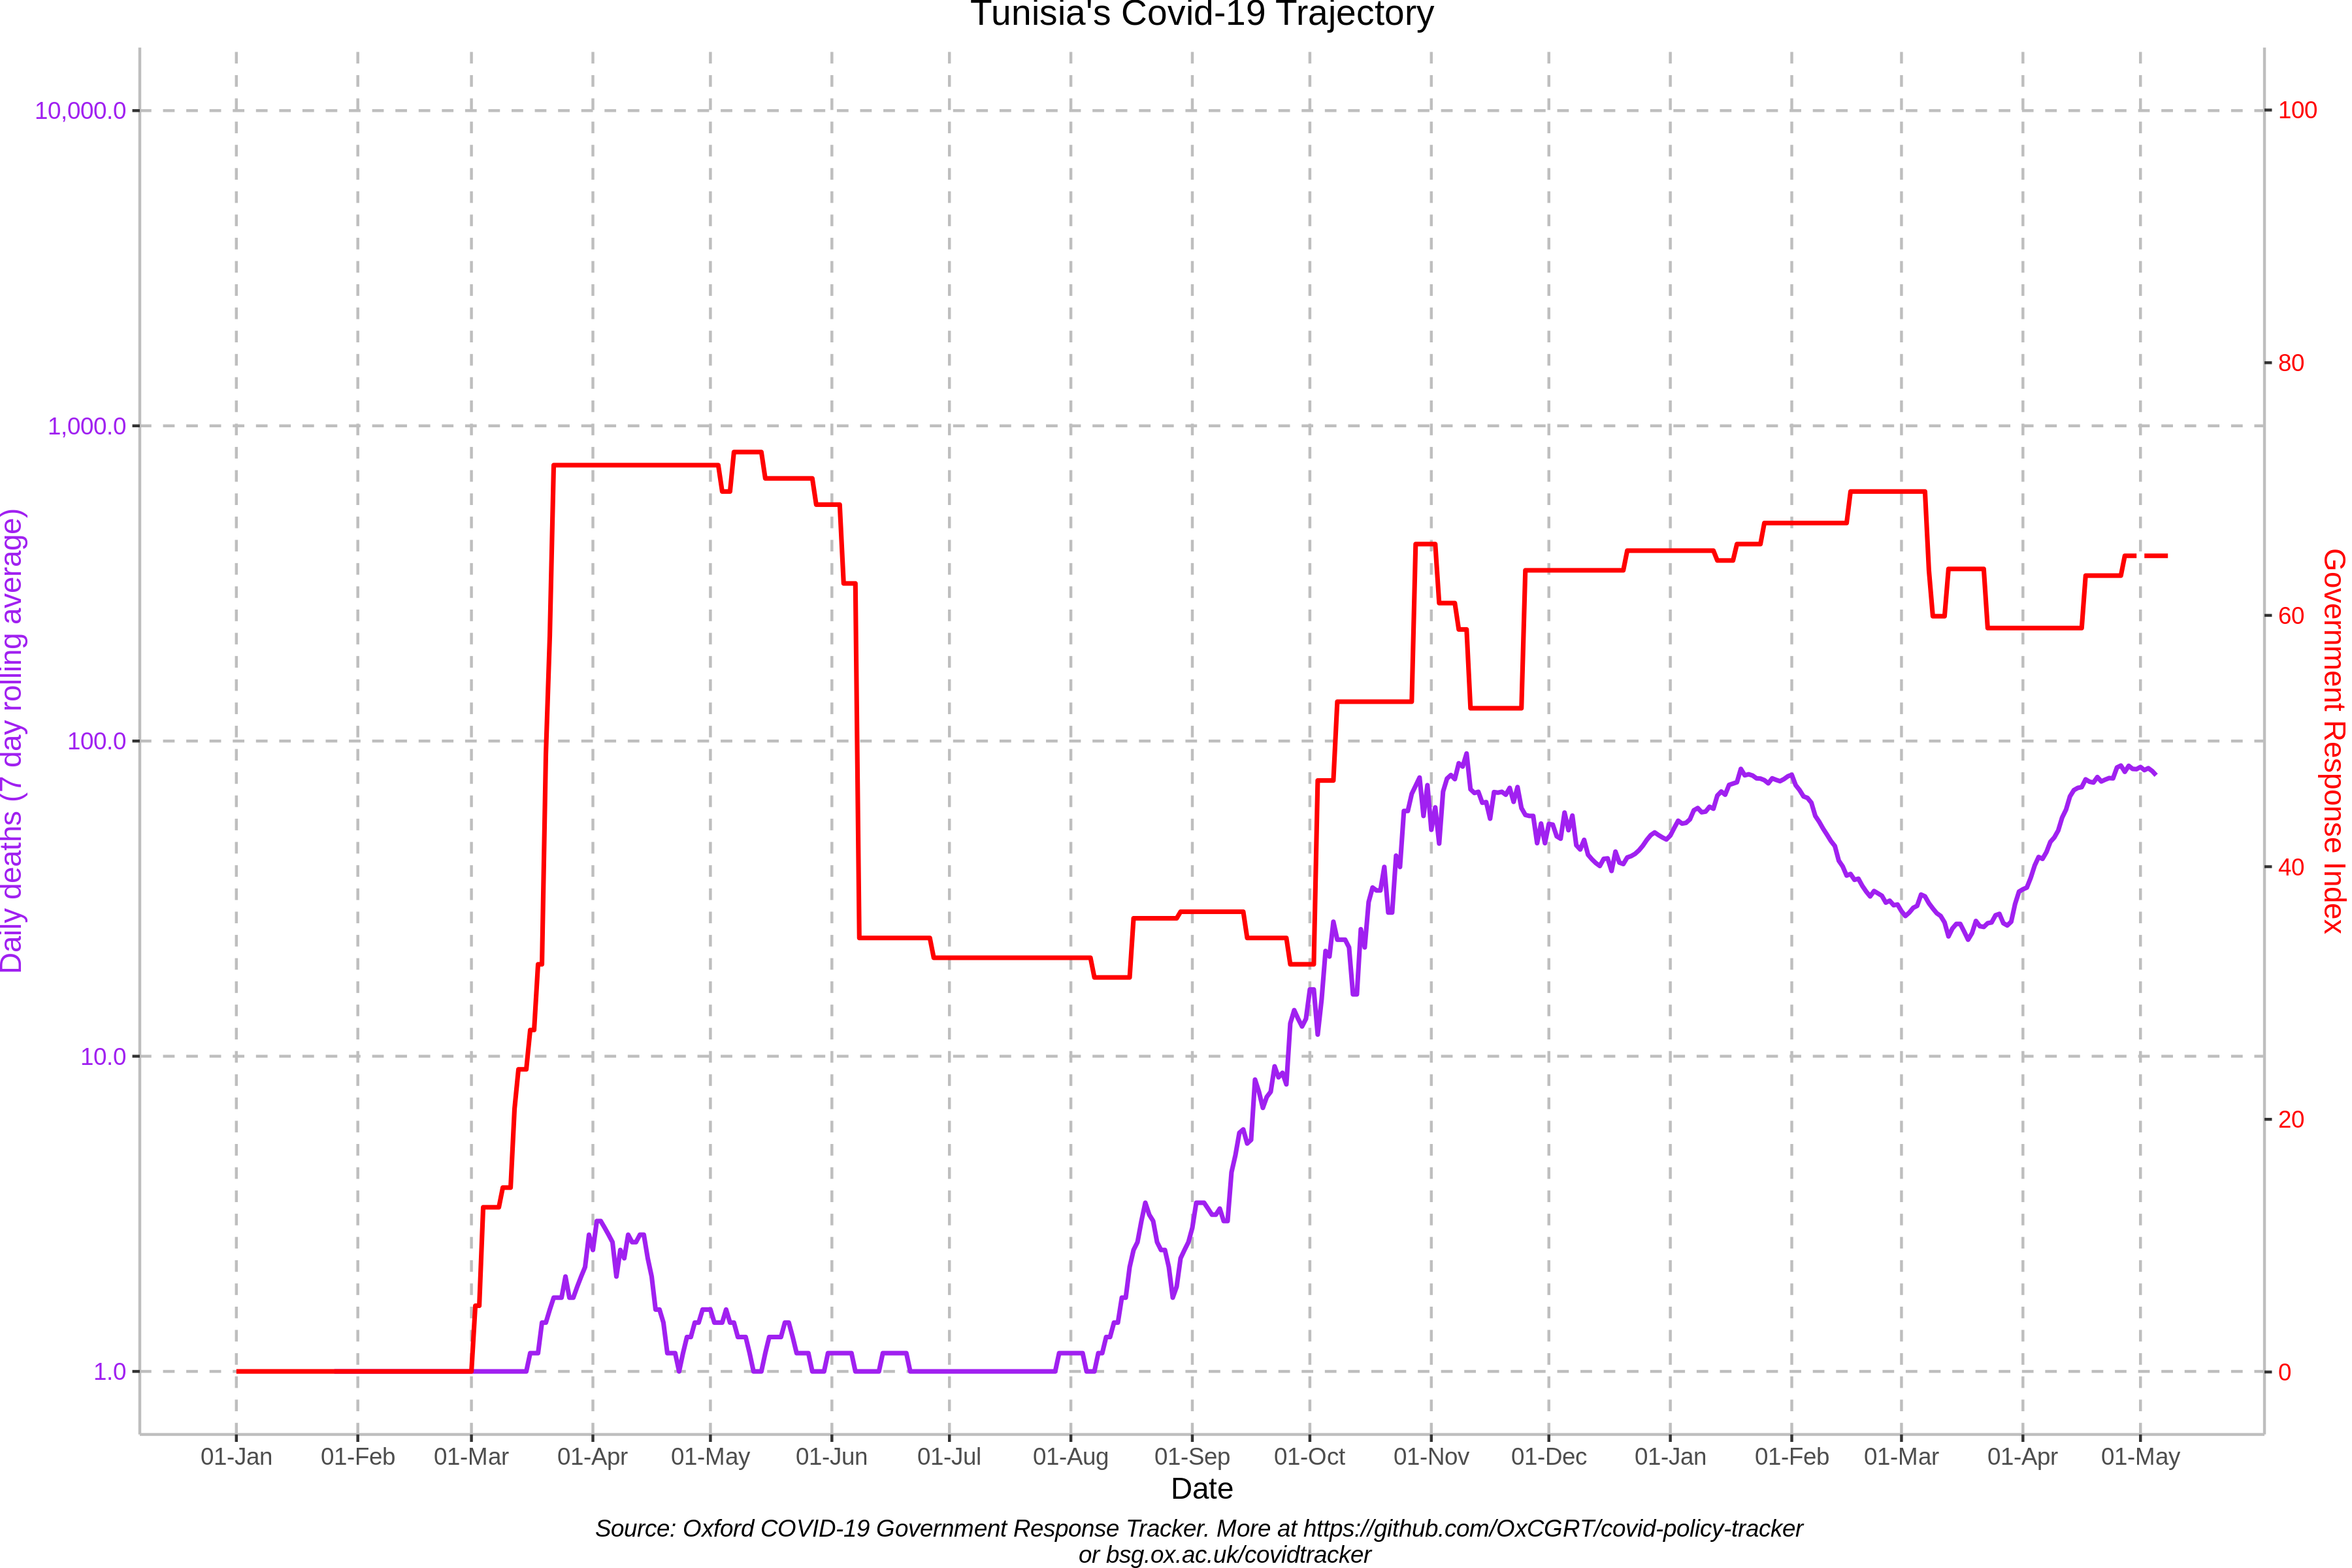 Tunisia's Covid-19 Trajectory
10,000.0
1,000.0
100.0
10.0
1.0
Daily deaths (7 day rolling average)
100
80
60
40
20
0
Government Response Index
01-Jan 01-Feb 01-Mar 01-Apr 01-May 01-Jun 01-Jul 01-Aug 01-Sep 01-Oct 01-Nov 01-Dec 01-Jan 01-Feb 01-Mar 01-Apr 01-May
Date
Source: Oxford COVID-19 Government Response Tracker. More at https://github.com/OxCGRT/covid-policy-tracker
or bsg.ox.ac.uk/covidtracker